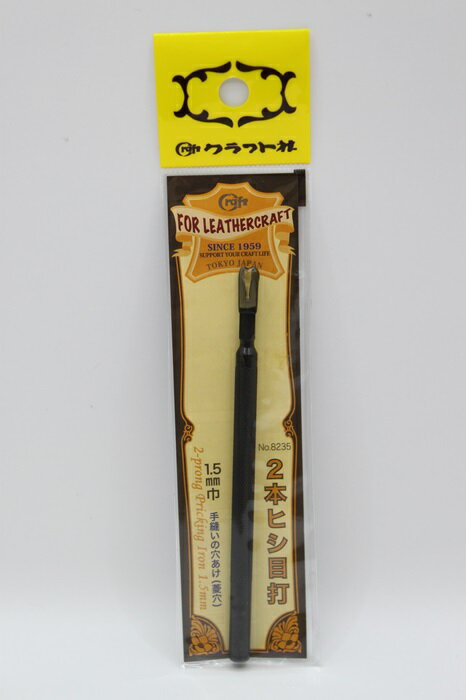 Craft クラフト社
Craft
FOR LEATHERCRAFT
SINCE 1959
SUPPORT YOUR CRAFT LIFE
TOKYO JAPAN
No.8235
2本ヒシ目打
1.5mm巾
手縫いの穴あけ(菱穴)
2-prong Pricking Iron 1.5mm